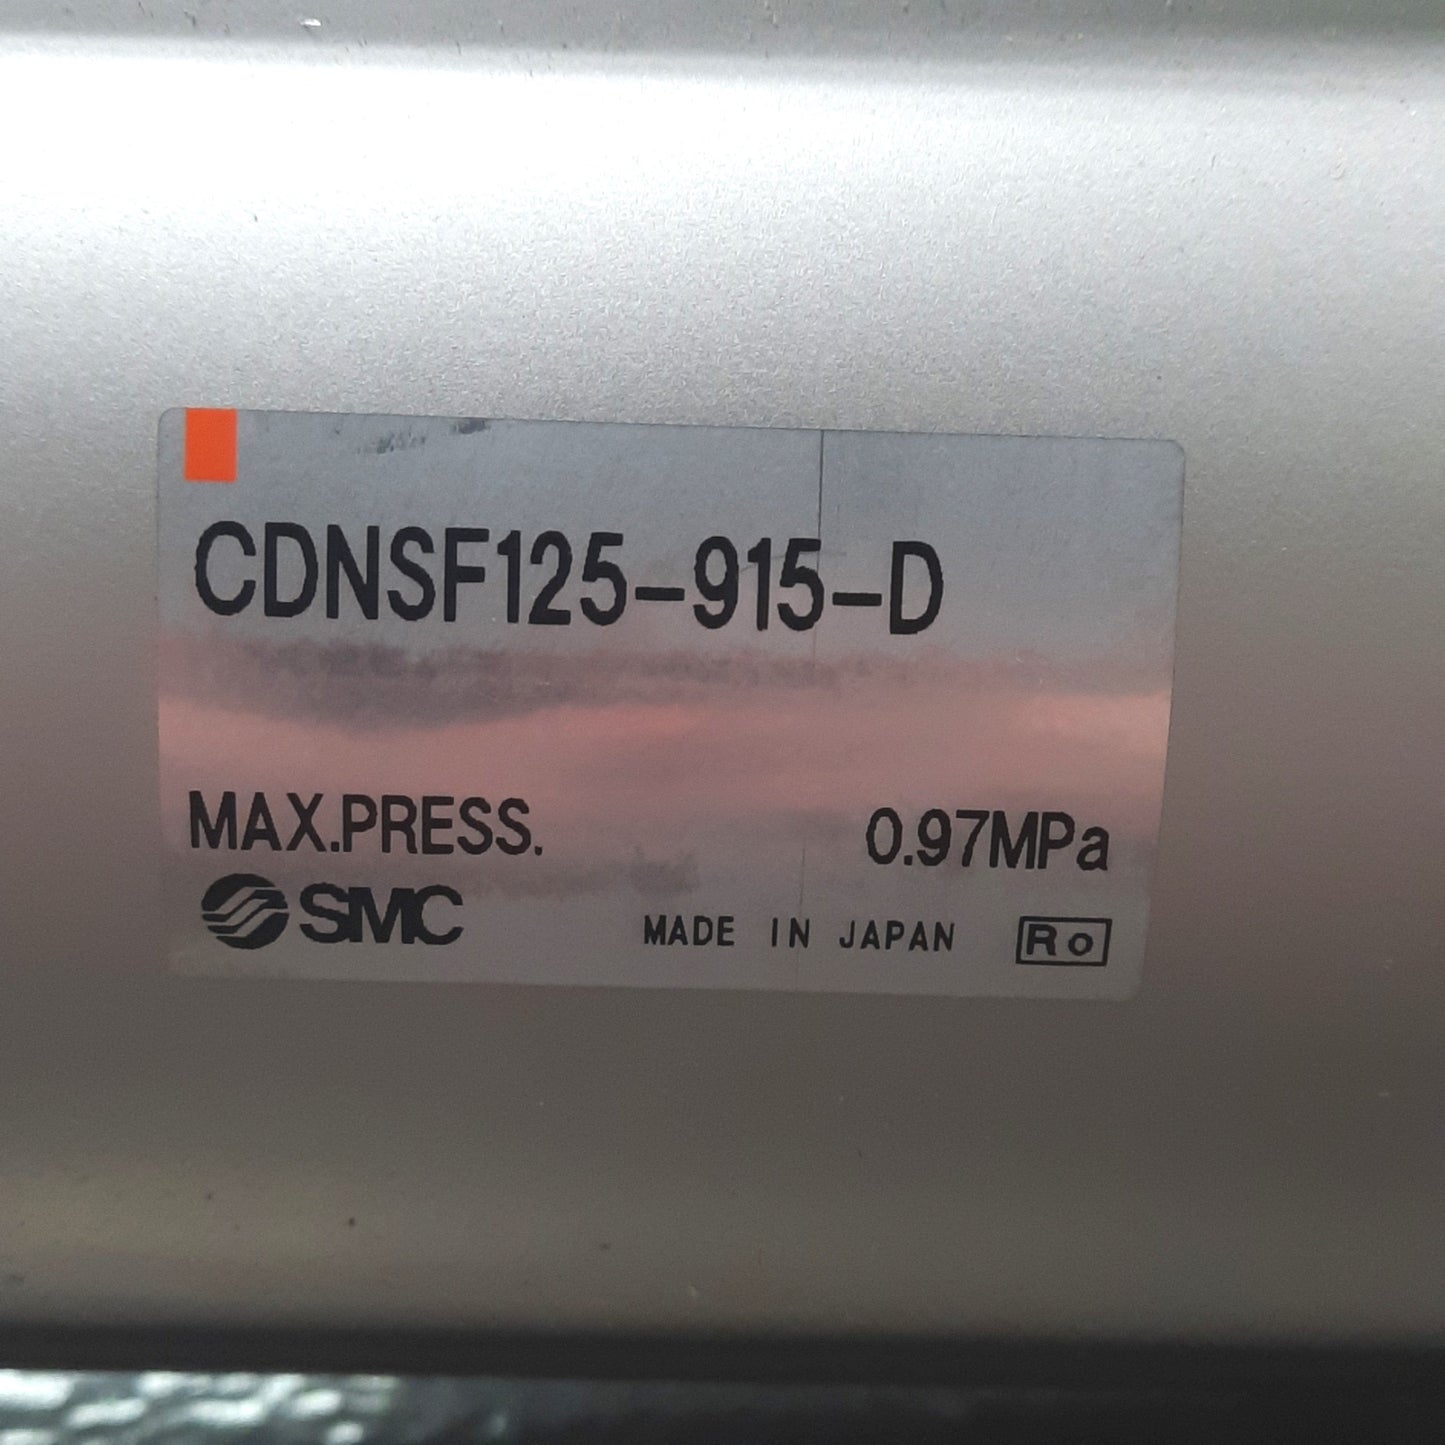 CDNSF125-915-D
MAX.PRESS. 0.97MPa
SMC MADE IN JAPAN Ro